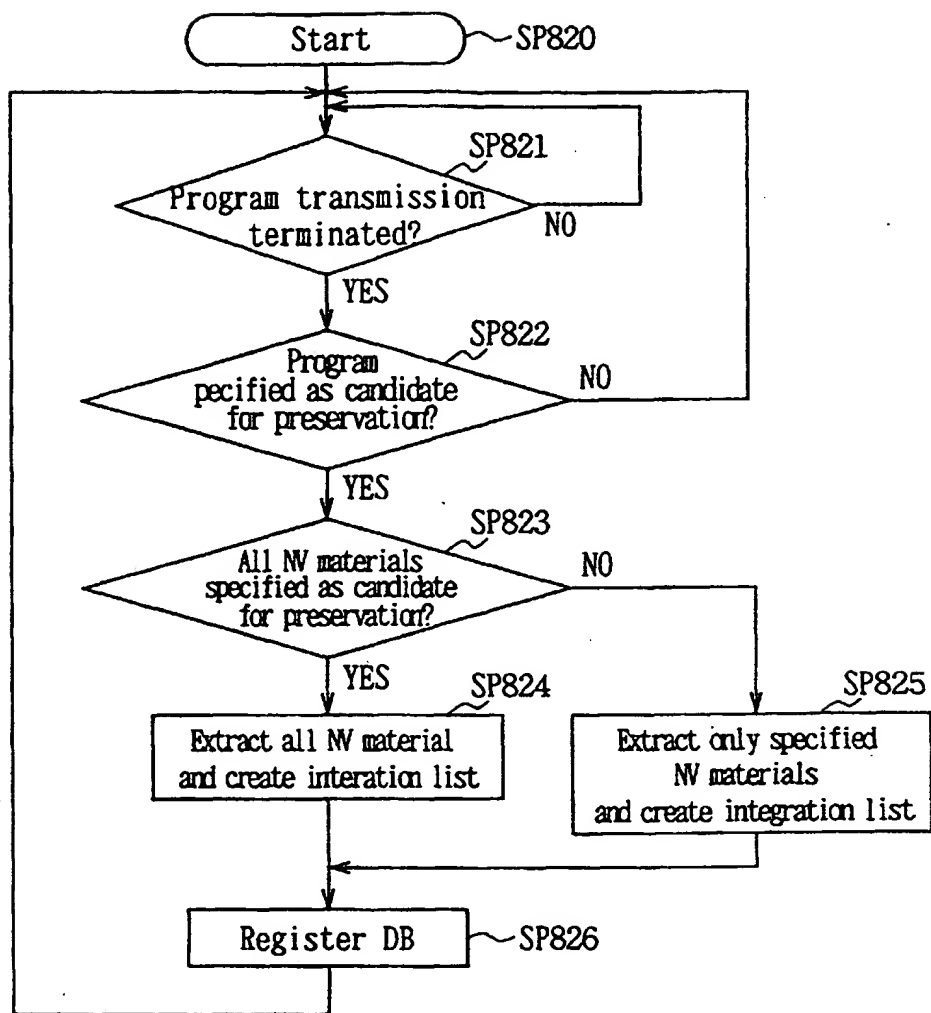 Start
SP820
SP821
Program transmission
terminated?
NO
YES
SP822
Program
pecified as candidate
for preservation?
NO
YES
SP823
All NV materials
specified as candidate
for preservation?
NO
YES
SP824
Extract all NV material
and create interation list
SP825
Extract only specified
NV materials
and create integration list
Register DB
SP826